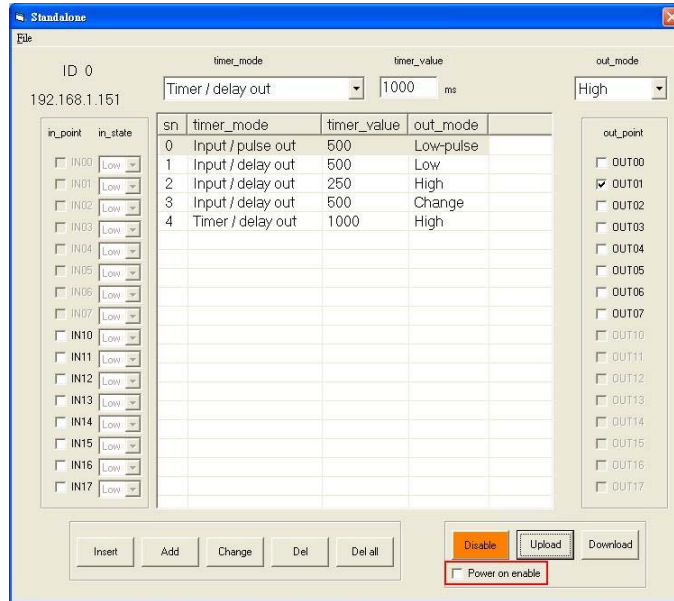 Standalone
File
ID 0
192.168.1.151
timer_mode
Timer / delay out
timer_value
1000 ms
out_mode
High
in_point in_state
IN00 Low
IN01 Low
IN02 Low
IN03 Low
IN04 Low
IN05 Low
IN06 Low
IN07 Low
IN10 Low
IN11 Low
IN12 Low
IN13 Low
IN14 Low
IN15 Low
IN16 Low
IN17 Low
sn timer_mode timer_value out_mode
0 Input / pulse out 500 Low-pulse
1 Input / delay out 500 Low
2 Input / delay out 250 High
3 Input / delay out 500 Change
4 Timer / delay out 1000 High
out_point
OUT00
OUT01
OUT02
OUT03
OUT04
OUT05
OUT06
OUT07
OUT10
OUT11
OUT12
OUT13
OUT14
OUT15
OUT16
OUT17
Insert Add Change Del Del all
Disable Upload Download
Power on enable